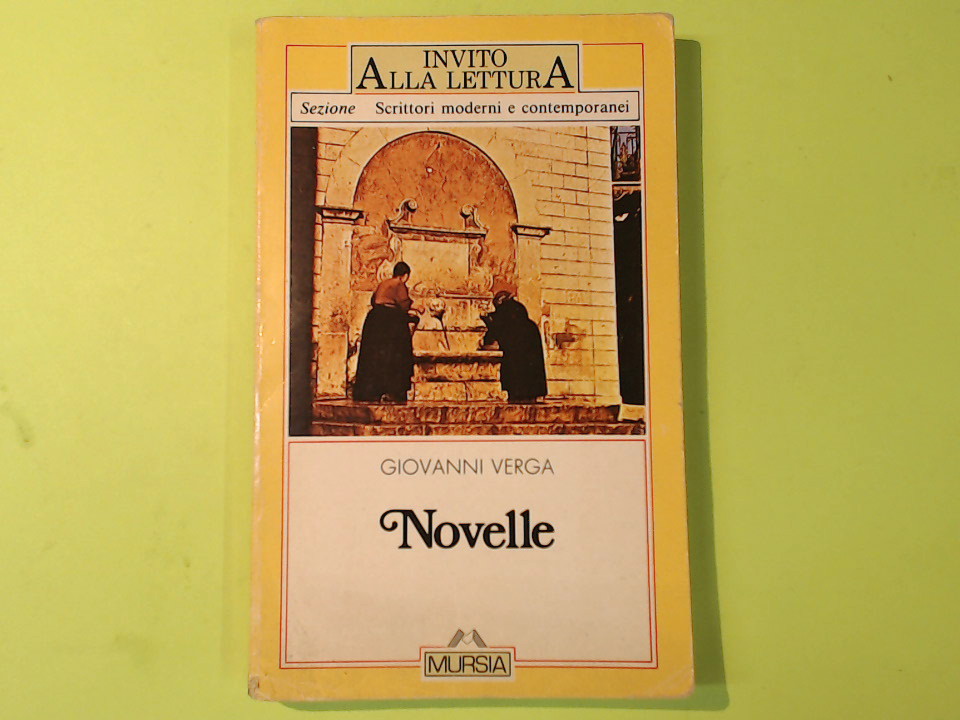 INVITO
ALLA LETTURA
Sezione Scrittori moderni e contemporanei
GIOVANNI VERGA
Novelle
MURSIA